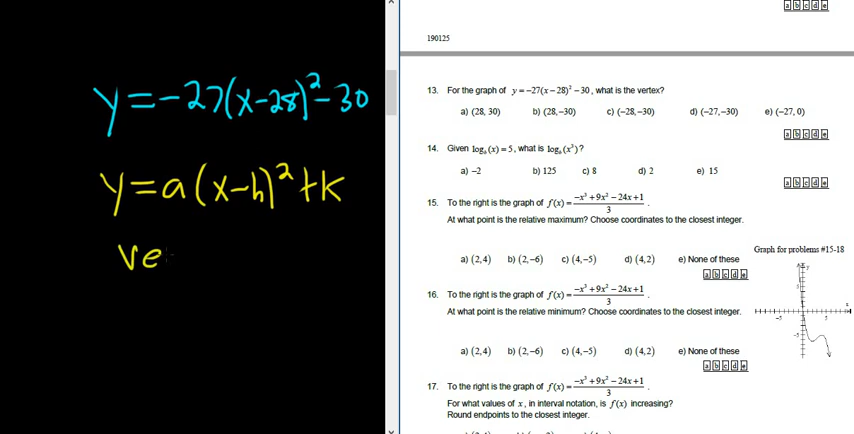 y = -27(x-28)² - 30
y = a(x-h)² + k
ve
a b c d e
190125
13. For the graph of y = -27(x-28)² - 30, what is the vertex?
a) (28, 30) b) (28,-30) c) (-28,-30) d) (-27,-30) e) (-27, 0)
a b c d e
14. Given log_b(x) = 5, what is log_b(x³)?
a) -2 b) 125 c) 8 d) 2 e) 15
a b c d e
15. To the right is the graph of f(x) = (-x³ + 9x² - 24x + 1)/3.
At what point is the relative maximum? Choose coordinates to the closest integer.
Graph for problems #15-18
a) (2,4) b) (2,-6) c) (4,-5) d) (4,2) e) None of these
a b c d e
16. To the right is the graph of f(x) = (-x³ + 9x² - 24x + 1)/3.
At what point is the relative minimum? Choose coordinates to the closest integer.
y
x
5
-5 5
-5
a) (2,4) b) (2,-6) c) (4,-5) d) (4,2) e) None of these
a b c d e
17. To the right is the graph of f(x) = (-x³ + 9x² - 24x + 1)/3.
For what values of x, in interval notation, is f(x) increasing?
Round endpoints to the closest integer.